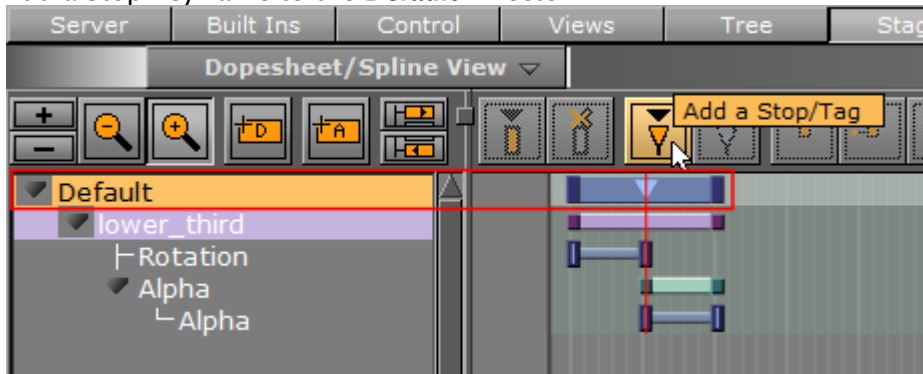 Server Built Ins Control Views Tree
Dopesheet/Spline View
+ D A Add a Stop/Tag
−
Default
lower_third
Rotation
Alpha
Alpha